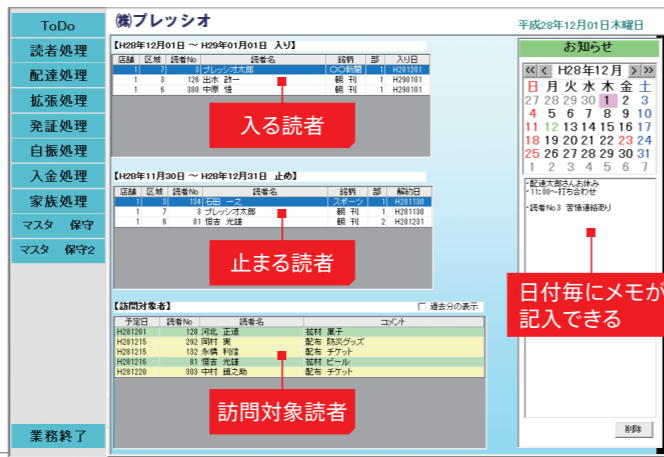 ToDo
読者処理
配達処理
拡張処理
発証処理
自振処理
入金処理
家族処理
マスタ 保守
マスタ 保守2
業務終了
㈱プレッシオ
平成28年12月01日木曜日
【H28年12月01日 ～ H29年01月01日 入り】
店舗 区域 読者No 読者名 銘柄 部 入り日
1 7 3 プレッシオ太郎 〇〇新聞 1 H281201
1 3 126 出水 政一 朝 刊 1 H290101
1 6 380 中原 悟 朝 刊 1 H290101
入る読者
【H28年11月30日 ～ H28年12月31日 止め】
店舗 区域 読者No 読者名 銘柄 部 解約日
1 3 134 石田 一之 スポーツ 1 H281130
1 7 3 プレッシオ太郎 朝 刊 1 H281130
1 6 81 恒吉 光雄 朝 刊 2 H281231
止まる読者
【訪問対象者】
過去分の表示
予定日 読者No 読者名 コメント
H281201 128 河北 正道 拡材 菓子
H281215 292 岡村 実 配布 防災グッズ
H281215 132 永橋 利信 配布 チケット
H281216 81 恒吉 光雄 拡材 ビール
H281220 303 中村 鎮之助 配布 チケット
訪問対象読者
お知らせ
≪ ＜ H28年12月 ＞ ≫
日 月 火 水 木 金 土
27 28 29 30 1 2 3
4 5 6 7 8 9 10
11 12 13 14 15 16 17
18 19 20 21 22 23 24
25 26 27 28 29 30 31
1 2 3 4 5 6 7
・配達太郎さんお休み
・11:00～打ち合わせ
・読者No.3 苦情連絡あり
日付毎にメモが
記入できる
削除